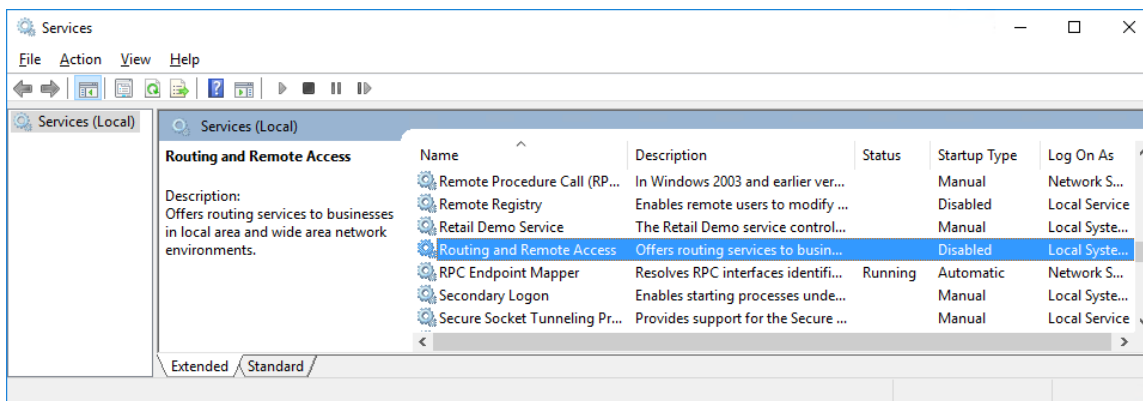 Services
File Action View Help
Services (Local)
Services (Local)
Routing and Remote Access
Description:
Offers routing services to businesses
in local area and wide area network
environments.
Name Description Status Startup Type Log On As
Remote Procedure Call (RP... In Windows 2003 and earlier ver... Manual Network S...
Remote Registry Enables remote users to modify ... Disabled Local Service
Retail Demo Service The Retail Demo service control... Manual Local Syste...
Routing and Remote Access Offers routing services to busin... Disabled Local Syste...
RPC Endpoint Mapper Resolves RPC interfaces identifi... Running Automatic Network S...
Secondary Logon Enables starting processes unde... Manual Local Syste...
Secure Socket Tunneling Pr... Provides support for the Secure ... Manual Local Service
Extended Standard